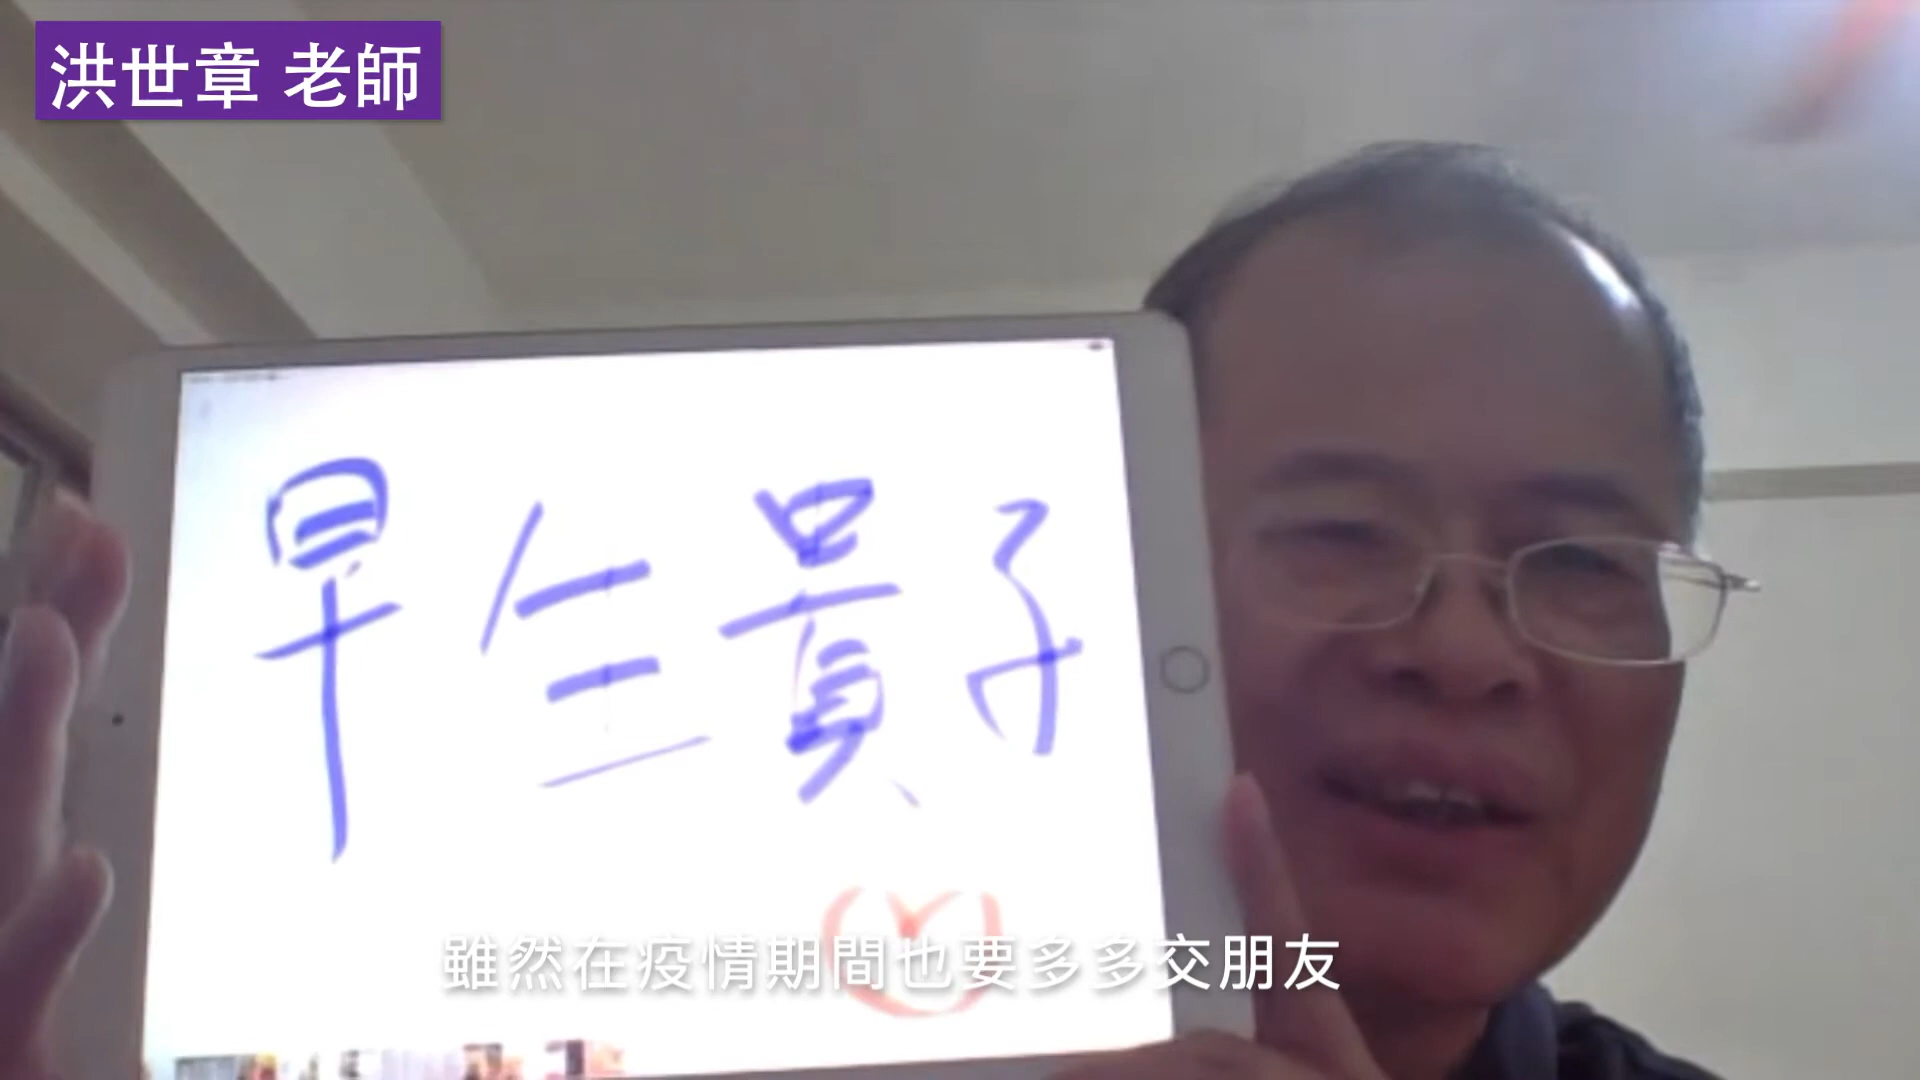 洪世章 老師
早生貴子
雖然在疫情期間也要多多交朋友